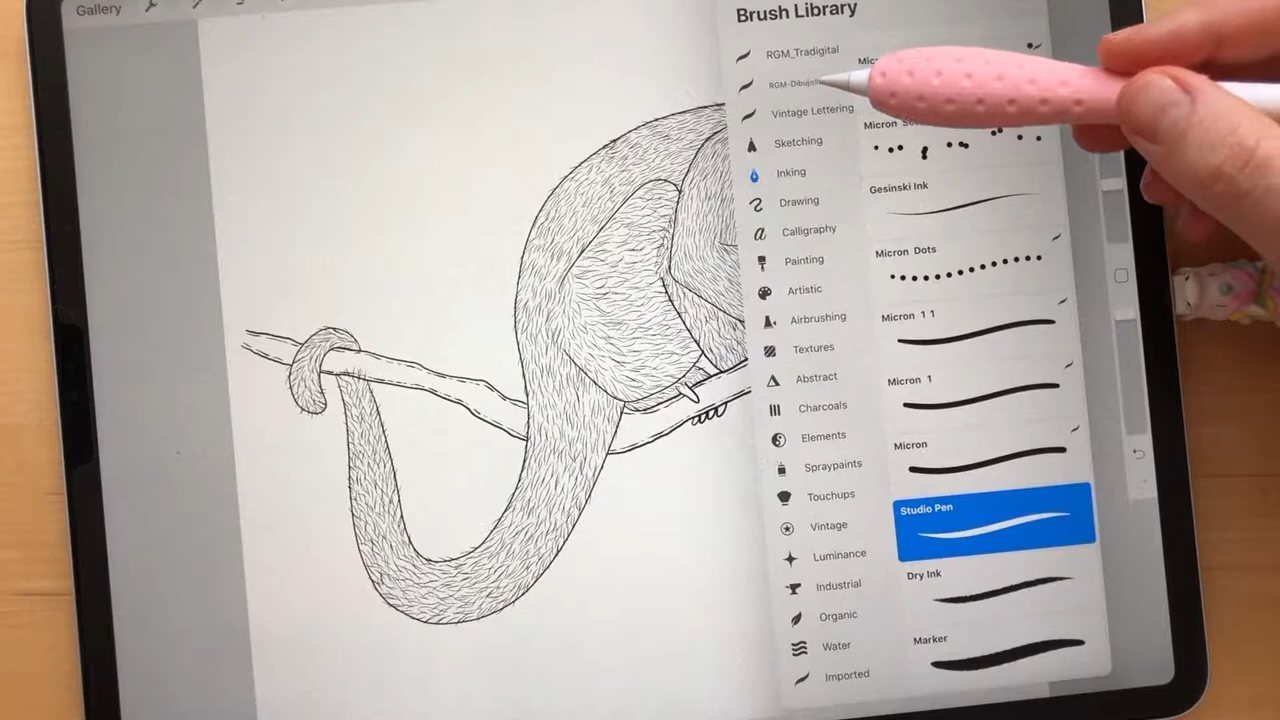 Gallery
Brush Library
RGM_Tradigital
Vintage Lettering
Sketching
Inking
Drawing
Calligraphy
Painting
Artistic
Airbrushing
Textures
Abstract
Charcoals
Elements
Spraypaints
Touchups
Vintage
Luminance
Industrial
Organic
Water
Imported
Micron
Gesinski Ink
Micron Dots
Micron 1 1
Micron 1
Micron
Studio Pen
Dry Ink
Marker